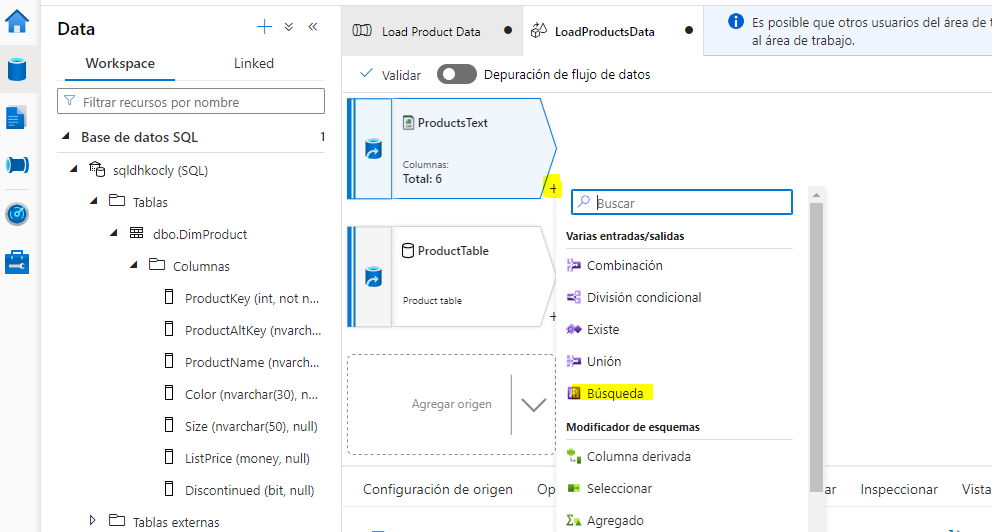 Data
Workspace
Linked
Filtrar recursos por nombre
Base de datos SQL
1
sqldhkocly (SQL)
Tablas
dbo.DimProduct
Columnas
ProductKey (int, not n...
ProductAltKey (nvarch...
ProductName (nvarch...
Color (nvarchar(30), n...
Size (nvarchar(50), null)
ListPrice (money, null)
Discontinued (bit, null)
Tablas externas
Load Product Data
LoadProductsData
Es posible que otros usuarios del área de t
al área de trabajo.
Validar
Depuración de flujo de datos
ProductsText
Columnas:
Total: 6
+
ProductTable
Product table
+
Agregar origen
Buscar
Varias entradas/salidas
Combinación
División condicional
Existe
Unión
Búsqueda
Modificador de esquemas
Columna derivada
Seleccionar
Agregado
Configuración de origen
Op
ar
Inspeccionar
Vista